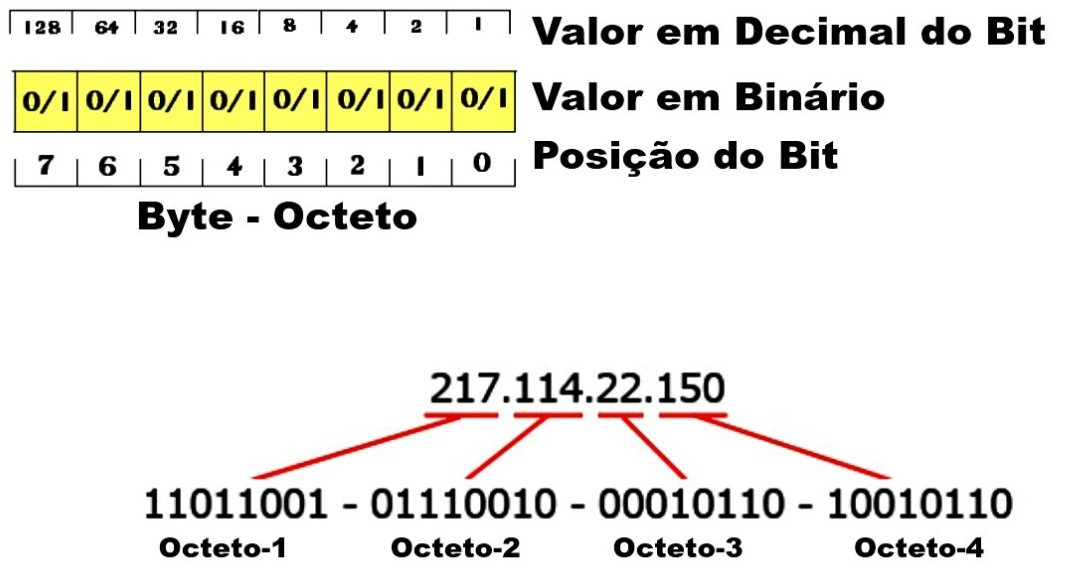 128 64 32 16 8 4 2 1 Valor em Decimal do Bit
0/1 0/1 0/1 0/1 0/1 0/1 0/1 0/1 Valor em Binário
7 6 5 4 3 2 1 0 Posição do Bit
Byte - Octeto
217.114.22.150
11011001 - 01110010 - 00010110 - 10010110
Octeto-1 Octeto-2 Octeto-3 Octeto-4